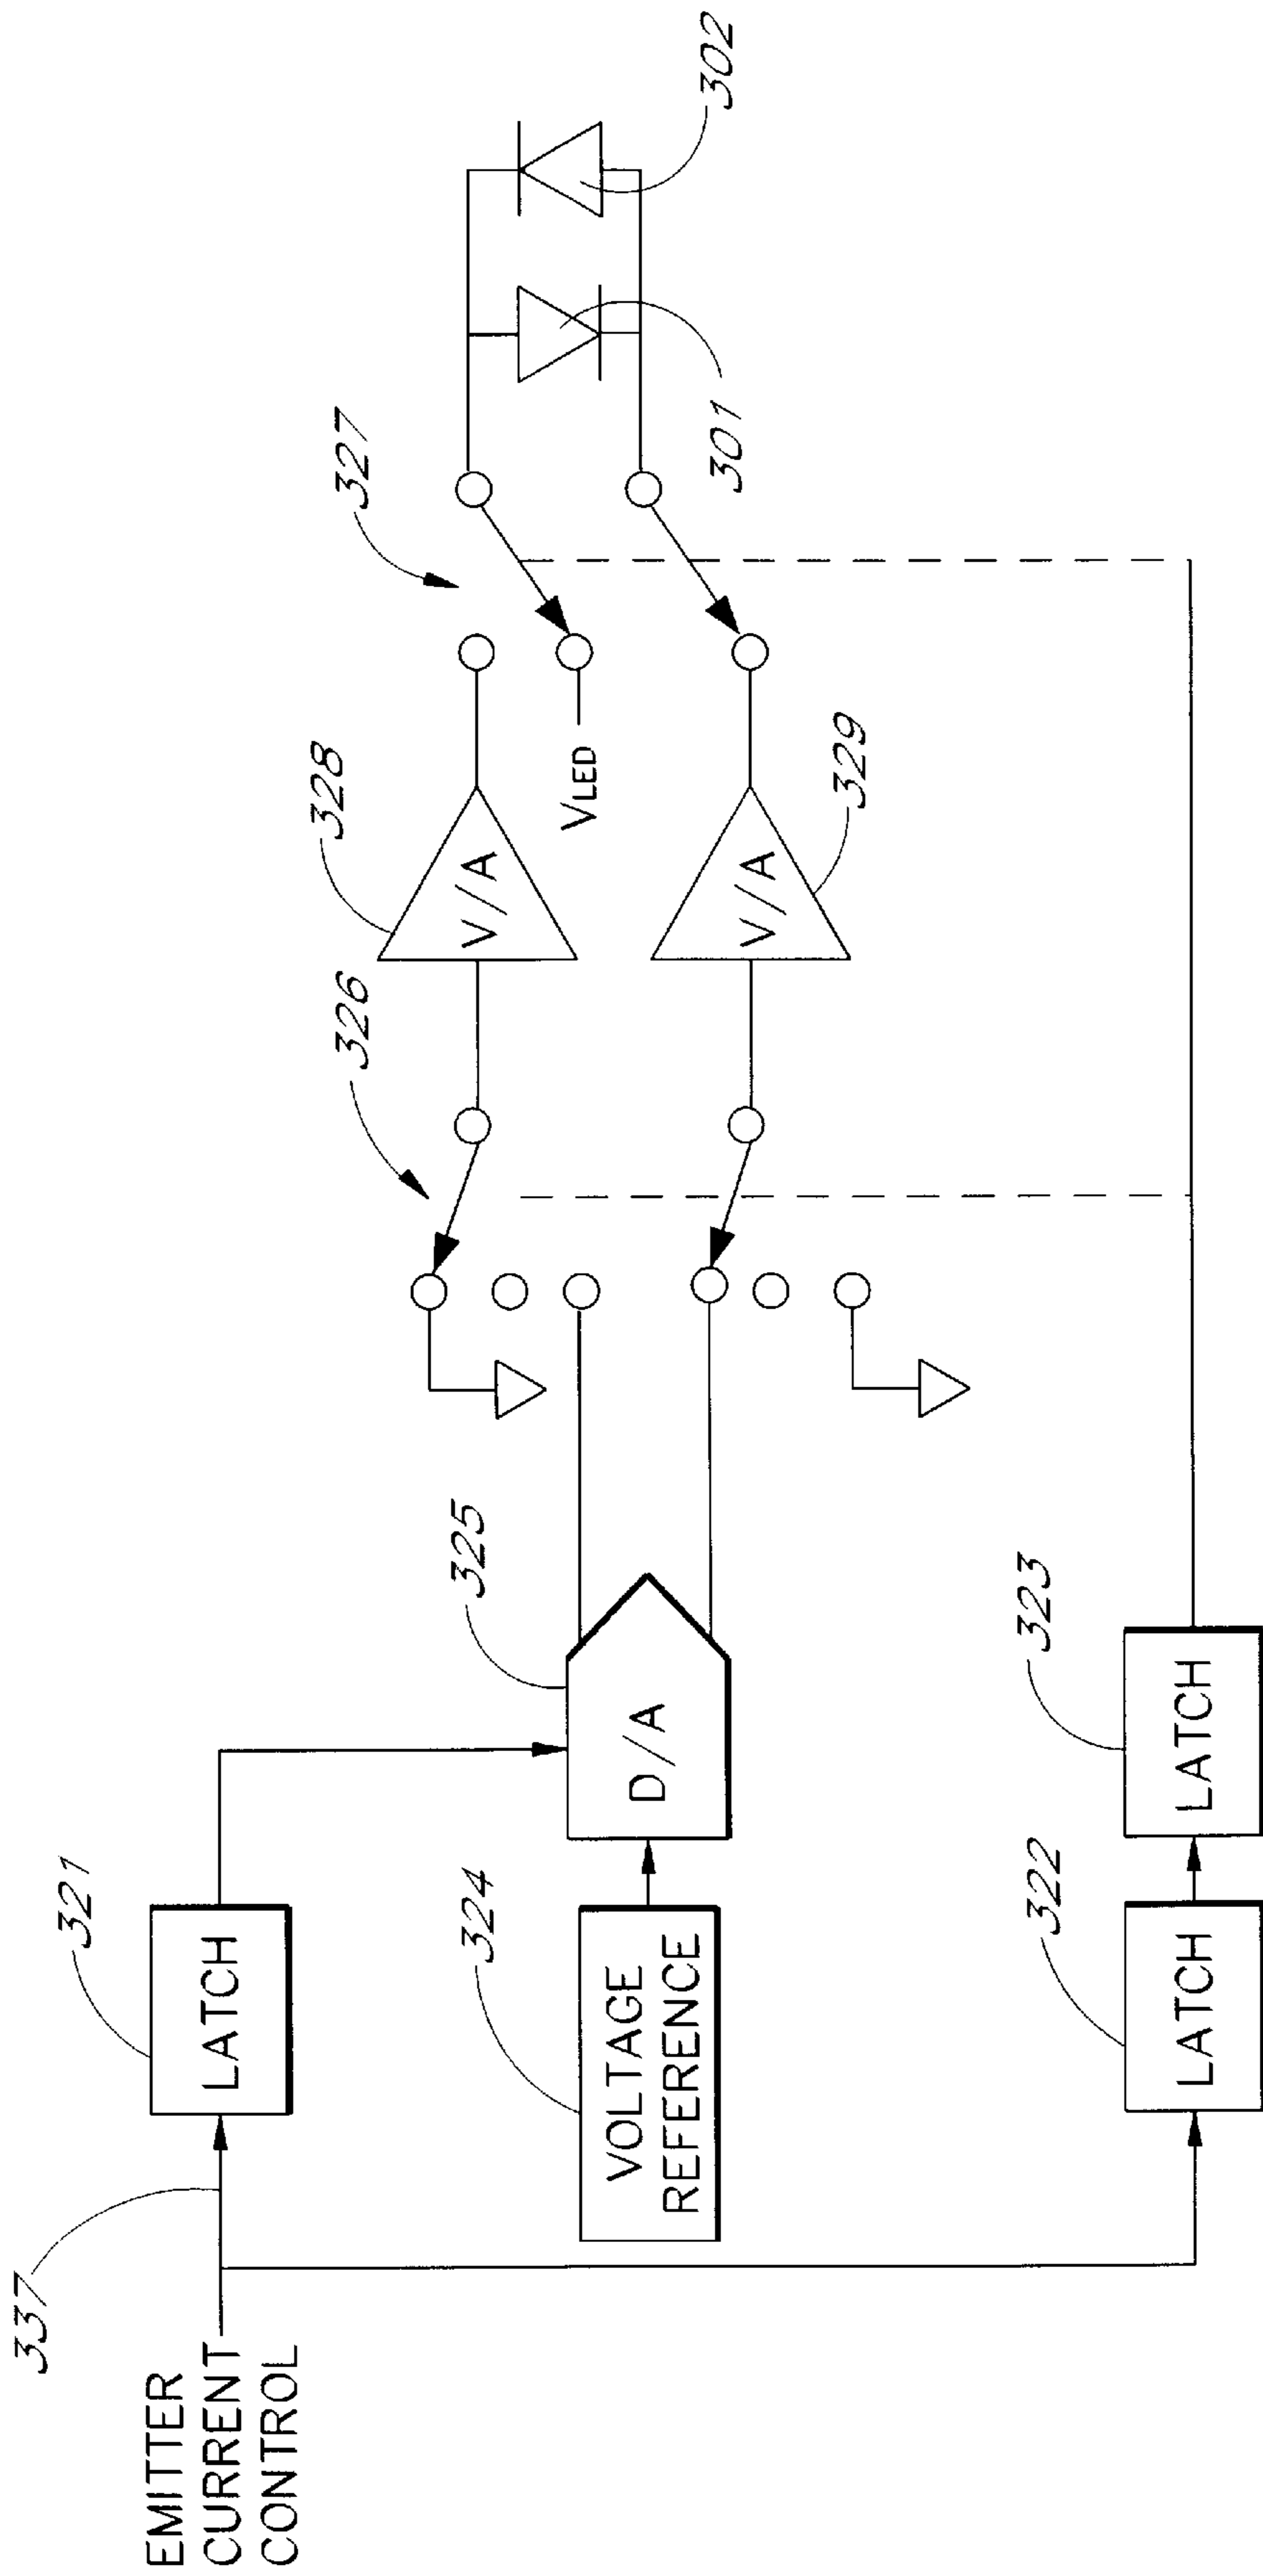 EMITTER
CURRENT
CONTROL
337
LATCH
321
VOLTAGE
REFERENCE
324
D/A
325
LATCH
322
LATCH
323
326
V/A
328
V/A
329
VLED
327
301
302